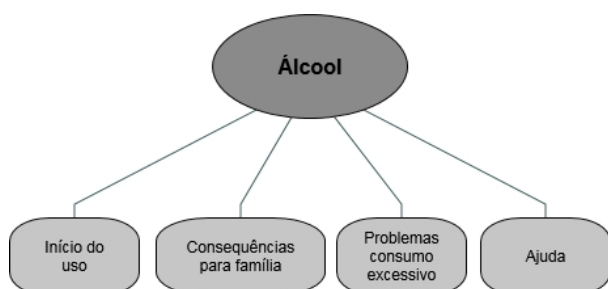 Álcool
Início do
uso
Consequências
para família
Problemas
consumo
excessivo
Ajuda